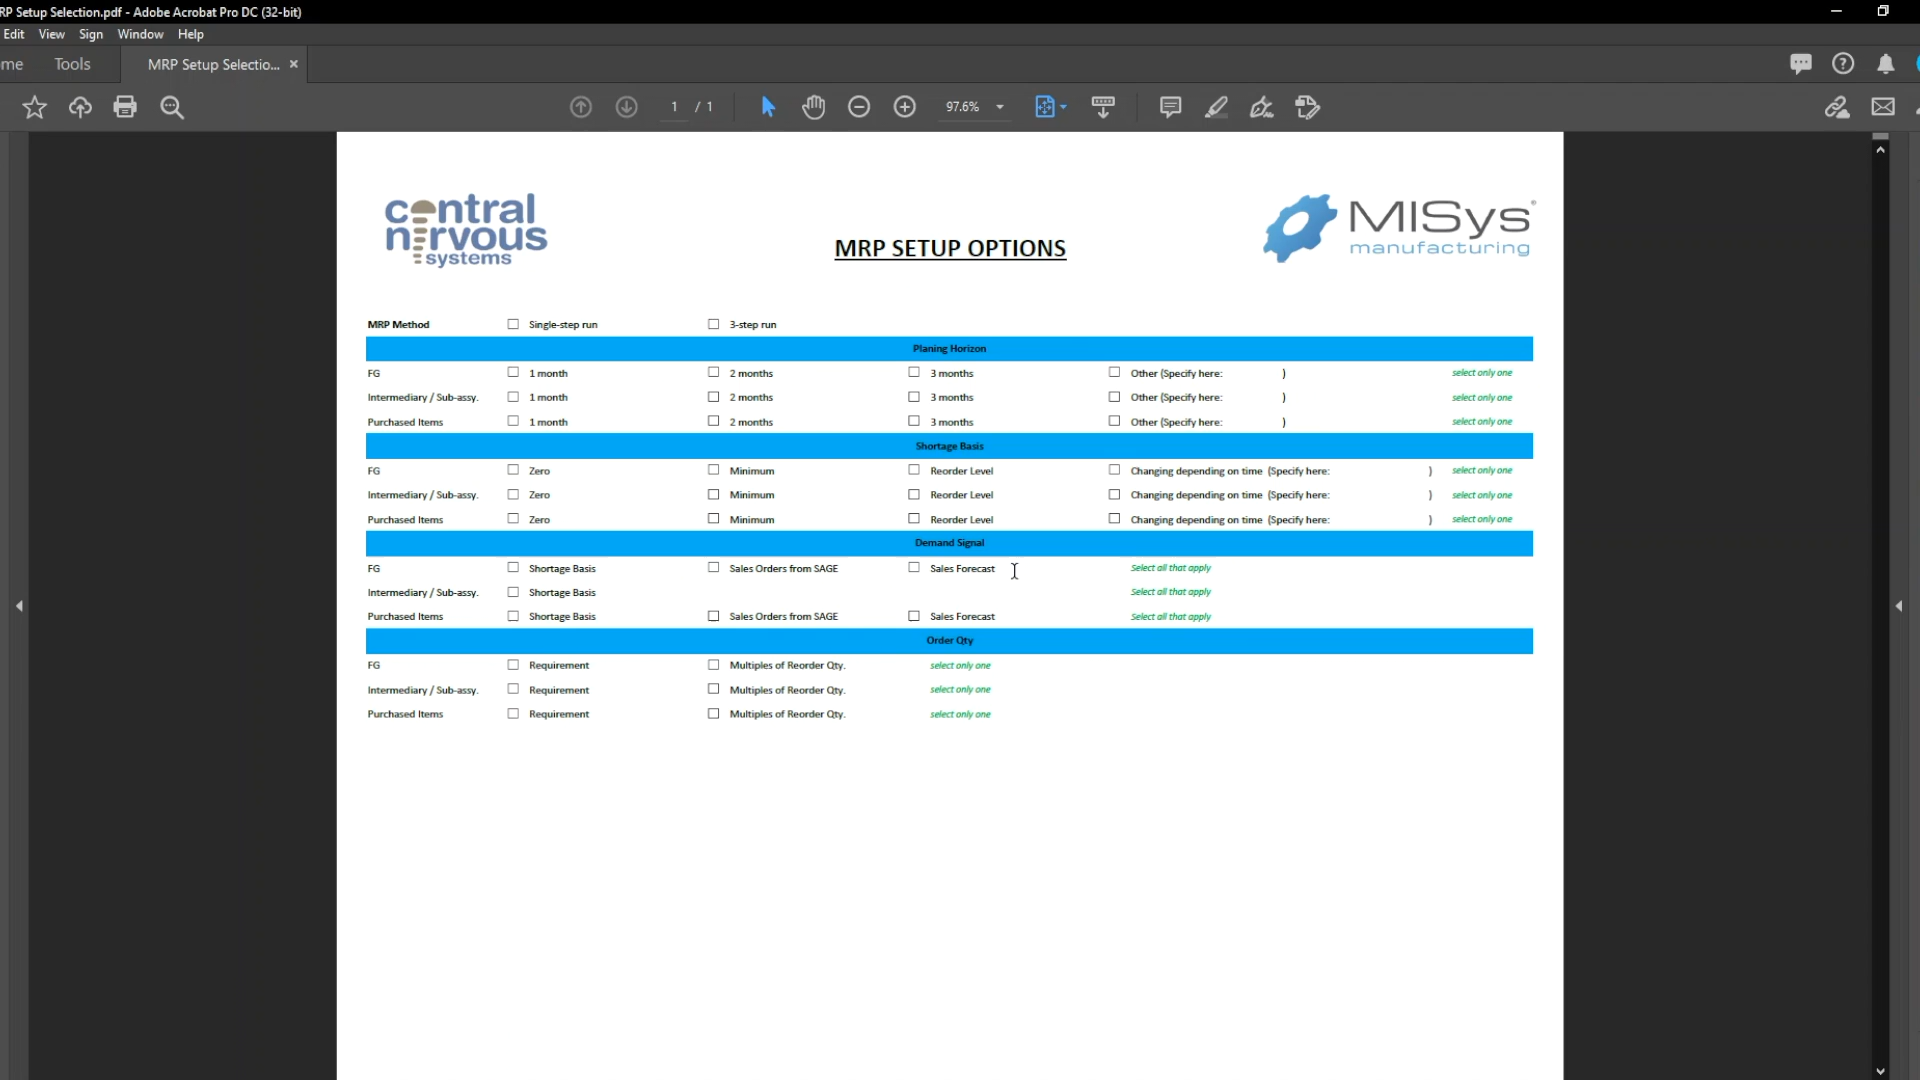 RP Setup Selection.pdf - Adobe Acrobat Pro DC (32-bit)
Edit View Sign Window Help
me Tools MRP Setup Selectio... ×
1 / 1 97.6%
central nervous systems
MRP SETUP OPTIONS
MISys manufacturing
MRP Method Single-step run 3-step run
Planing Horizon
FG 1 month 2 months 3 months Other (Specify here: ) select only one
Intermediary / Sub-assy. 1 month 2 months 3 months Other (Specify here: ) select only one
Purchased Items 1 month 2 months 3 months Other (Specify here: ) select only one
Shortage Basis
FG Zero Minimum Reorder Level Changing depending on time (Specify here: ) select only one
Intermediary / Sub-assy. Zero Minimum Reorder Level Changing depending on time (Specify here: ) select only one
Purchased Items Zero Minimum Reorder Level Changing depending on time (Specify here: ) select only one
Demand Signal
FG Shortage Basis Sales Orders from SAGE Sales Forecast Select all that apply
Intermediary / Sub-assy. Shortage Basis Select all that apply
Purchased Items Shortage Basis Sales Orders from SAGE Sales Forecast Select all that apply
Order Qty
FG Requirement Multiples of Reorder Qty. select only one
Intermediary / Sub-assy. Requirement Multiples of Reorder Qty. select only one
Purchased Items Requirement Multiples of Reorder Qty. select only one